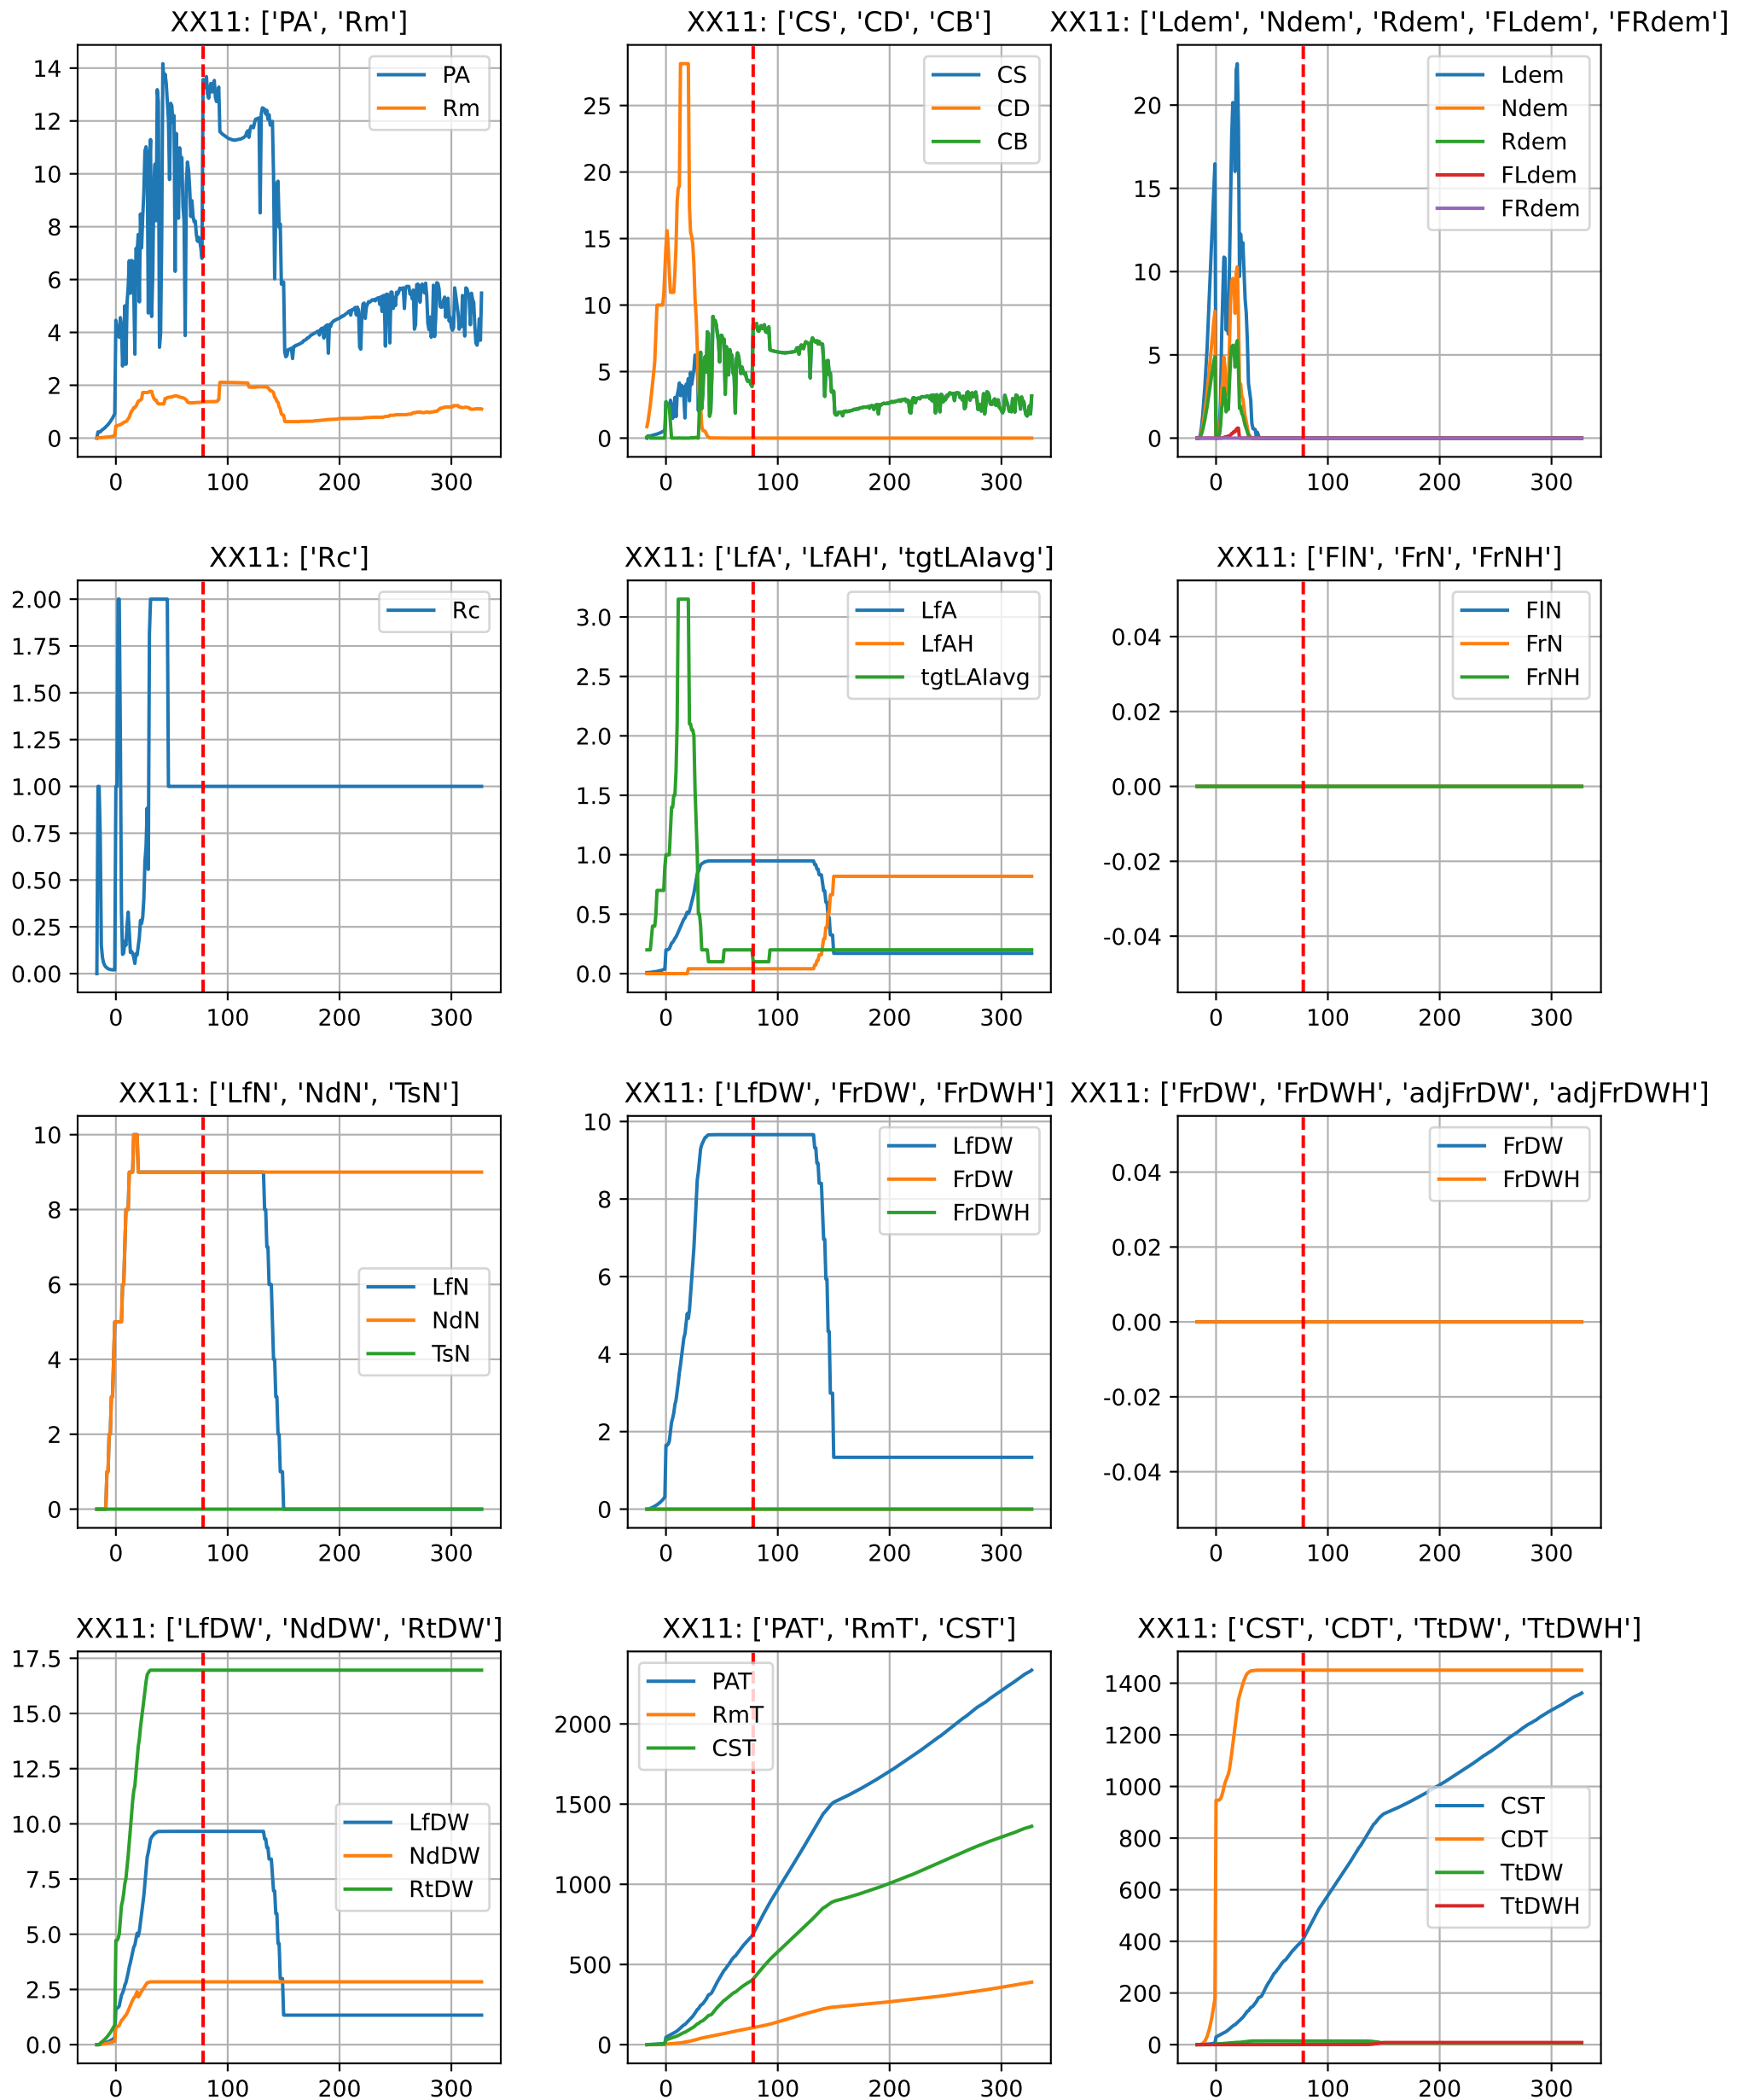 XX11: ['PA', 'Rm']
14
12
10
8
6
4
2
0
0 100 200 300
PA
Rm
XX11: ['CS', 'CD', 'CB']
25
20
15
10
5
0
0 100 200 300
CS
CD
CB
XX11: ['Ldem', 'Ndem', 'Rdem', 'FLdem', 'FRdem']
20
15
10
5
0
0 100 200 300
Ldem
Ndem
Rdem
FLdem
FRdem
XX11: ['Rc']
2.00
1.75
1.50
1.25
1.00
0.75
0.50
0.25
0.00
0 100 200 300
Rc
XX11: ['LfA', 'LfAH', 'tgtLAIavg']
3.0
2.5
2.0
1.5
1.0
0.5
0.0
0 100 200 300
LfA
LfAH
tgtLAIavg
XX11: ['FlN', 'FrN', 'FrNH']
0.04
0.02
0.00
-0.02
-0.04
0 100 200 300
FlN
FrN
FrNH
XX11: ['LfN', 'NdN', 'TsN']
10
8
6
4
2
0
0 100 200 300
LfN
NdN
TsN
XX11: ['LfDW', 'FrDW', 'FrDWH']
10
8
6
4
2
0
0 100 200 300
LfDW
FrDW
FrDWH
XX11: ['FrDW', 'FrDWH', 'adjFrDW', 'adjFrDWH']
0.04
0.02
0.00
-0.02
-0.04
0 100 200 300
FrDW
FrDWH
XX11: ['LfDW', 'NdDW', 'RtDW']
17.5
15.0
12.5
10.0
7.5
5.0
2.5
0.0
0 100 200 300
LfDW
NdDW
RtDW
XX11: ['PAT', 'RmT', 'CST']
2000
1500
1000
500
0
0 100 200 300
PAT
RmT
CST
XX11: ['CST', 'CDT', 'TtDW', 'TtDWH']
1400
1200
1000
800
600
400
200
0
0 100 200 300
CST
CDT
TtDW
TtDWH